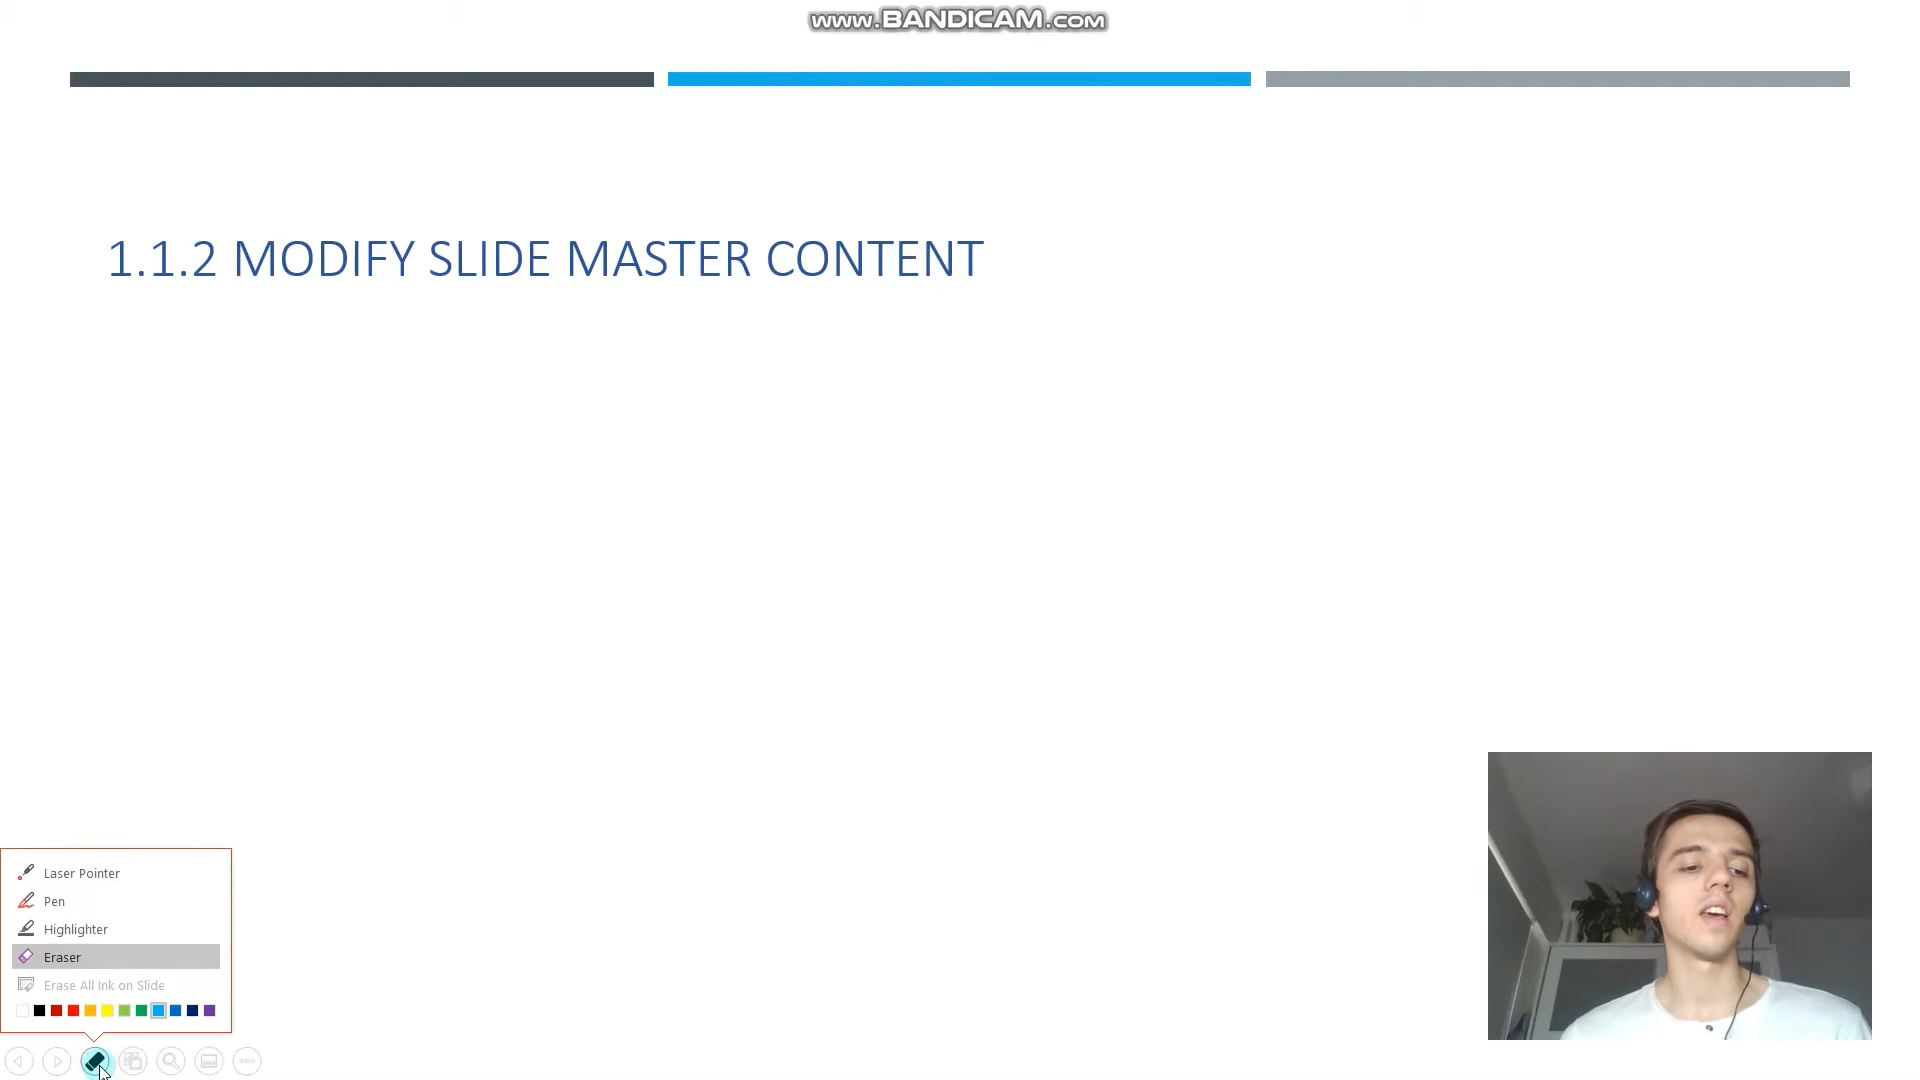 www.BANDICAM.com
1.1.2 MODIFY SLIDE MASTER CONTENT
Laser Pointer
Pen
Highlighter
Eraser
Erase All Ink on Slide